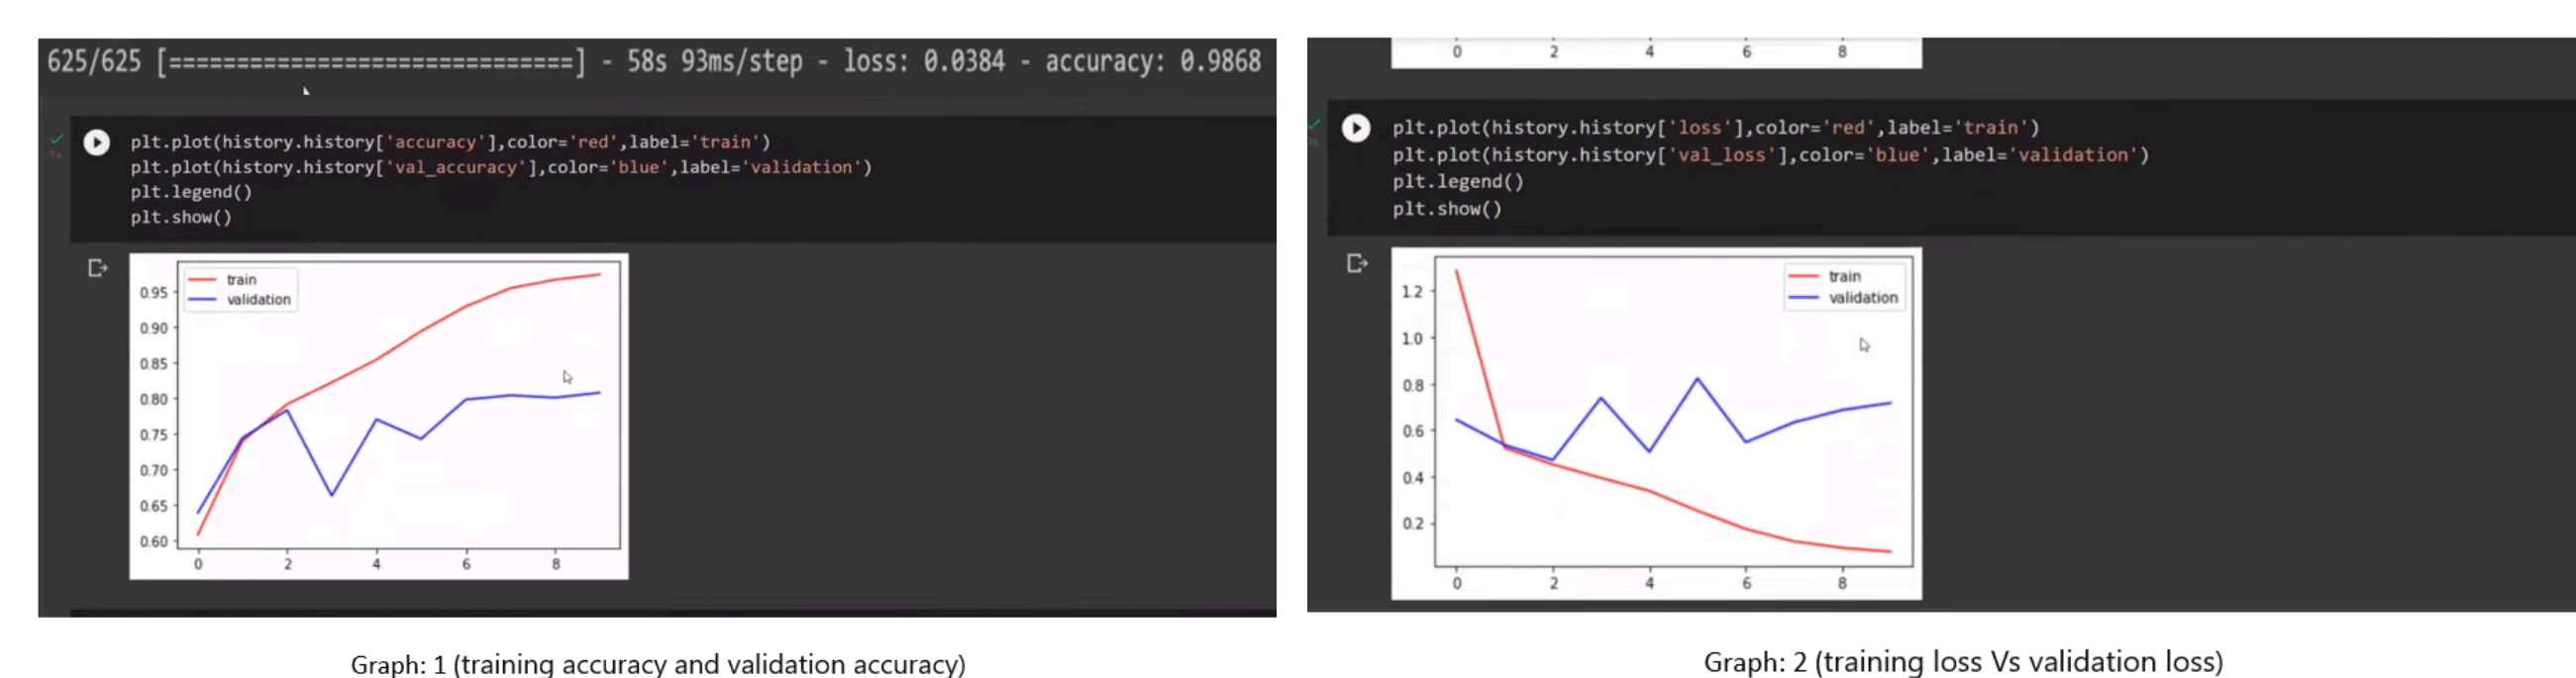 625/625 [==============================] - 58s 93ms/step - loss: 0.0384 - accuracy: 0.9868
plt.plot(history.history['accuracy'],color='red',label='train')
plt.plot(history.history['val_accuracy'],color='blue',label='validation')
plt.legend()
plt.show()
train
validation
0.95
0.90
0.85
0.80
0.75
0.70
0.65
0.60
0 2 4 6 8
Graph: 1 (training accuracy and validation accuracy)
0 2 4 6 8
plt.plot(history.history['loss'],color='red',label='train')
plt.plot(history.history['val_loss'],color='blue',label='validation')
plt.legend()
plt.show()
train
validation
1.2
1.0
0.8
0.6
0.4
0.2
0 2 4 6 8
Graph: 2 (training loss Vs validation loss)